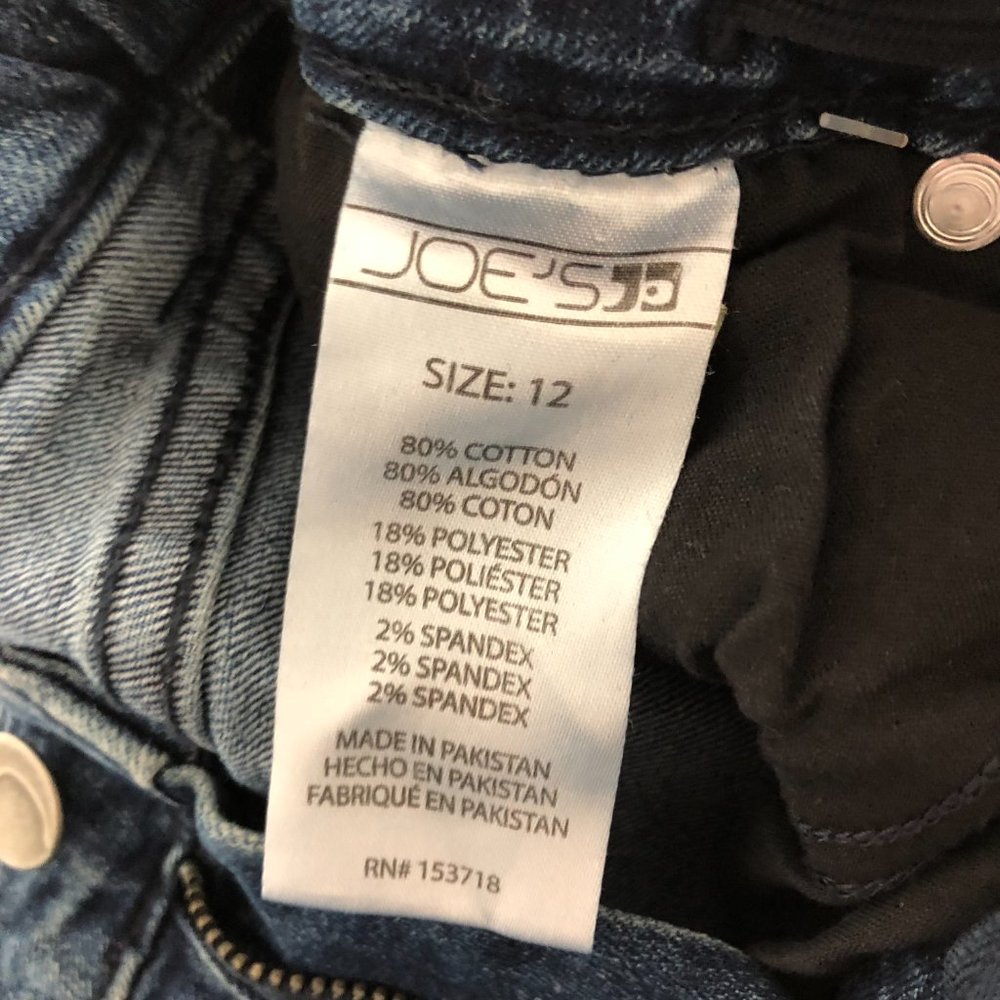 JOE'S
SIZE: 12
80% COTTON
80% ALGODÓN
80% COTON
18% POLYESTER
18% POLIÉSTER
18% POLYESTER
2% SPANDEX
2% SPANDEX
2% SPANDEX
MADE IN PAKISTAN
HECHO EN PAKISTAN
FABRIQUÉ EN PAKISTAN
RN# 153718